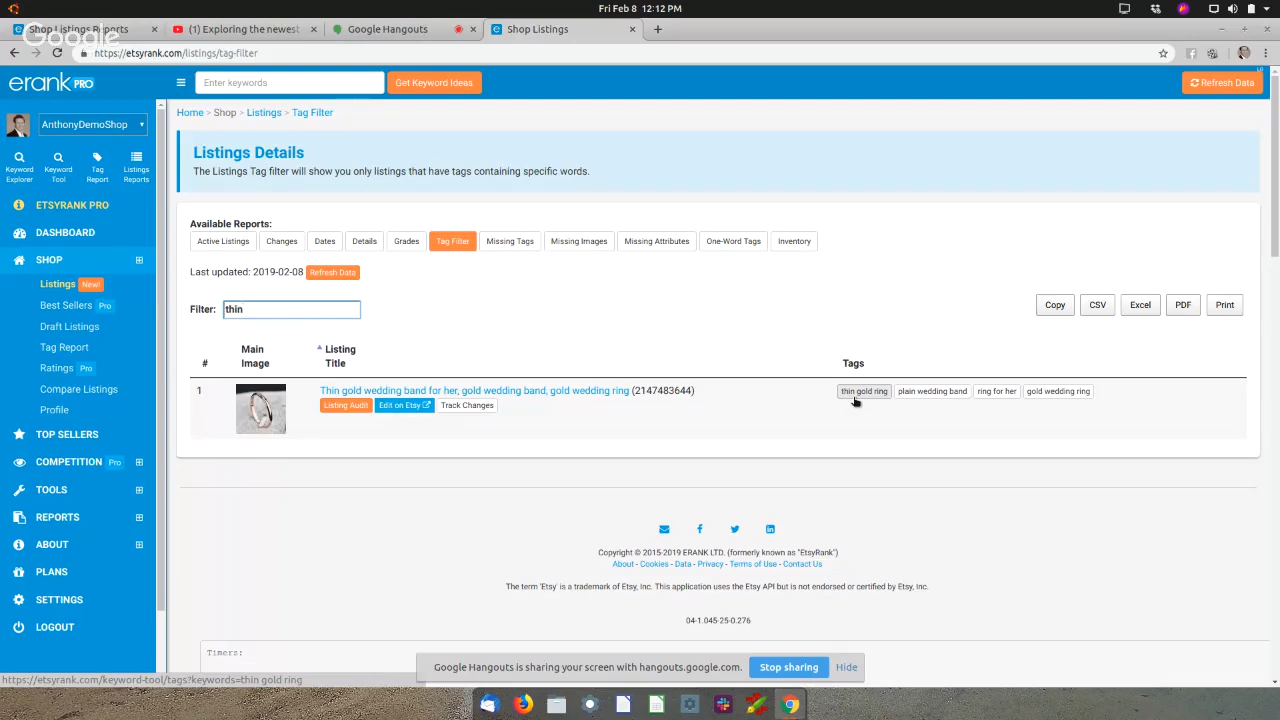 Fri Feb 8 12:12 PM
Shop Listings Reports
(1) Exploring the newest
Google Hangouts
Shop Listings
Google
https://etsyrank.com/listings/tag-filter
erank PRO
Enter keywords
Get Keyword Ideas
Refresh Data
AnthonyDemoShop
Keyword Explorer
Keyword Tool
Tag Report
Listings Reports
ETSYRANK PRO
DASHBOARD
SHOP
Listings New!
Best Sellers Pro
Draft Listings
Tag Report
Ratings Pro
Compare Listings
Profile
TOP SELLERS
COMPETITION Pro
TOOLS
REPORTS
ABOUT
PLANS
SETTINGS
LOGOUT
Home > Shop > Listings > Tag Filter
Listings Details
The Listings Tag filter will show you only listings that have tags containing specific words.
Available Reports:
Active Listings Changes Dates Details Grades Tag Filter Missing Tags Missing Images Missing Attributes One-Word Tags Inventory
Last updated: 2019-02-08 Refresh Data
Filter: thin
Copy CSV Excel PDF Print
# Main Image Listing Title Tags
1 Thin gold wedding band for her, gold wedding band, gold wedding ring (2147483644) thin gold ring plain wedding band ring for her gold wedding ring
Listing Audit Edit on Etsy Track Changes
Copyright © 2015-2019 ERANK LTD. (formerly known as "EtsyRank")
About - Cookies - Data - Privacy - Terms of Use - Contact Us
The term 'Etsy' is a trademark of Etsy, Inc. This application uses the Etsy API but is not endorsed or certified by Etsy, Inc.
04-1.045-25-0.276
Timers:
Google Hangouts is sharing your screen with hangouts.google.com. Stop sharing Hide
https://etsyrank.com/keyword-tool/tags?keywords=thin gold ring